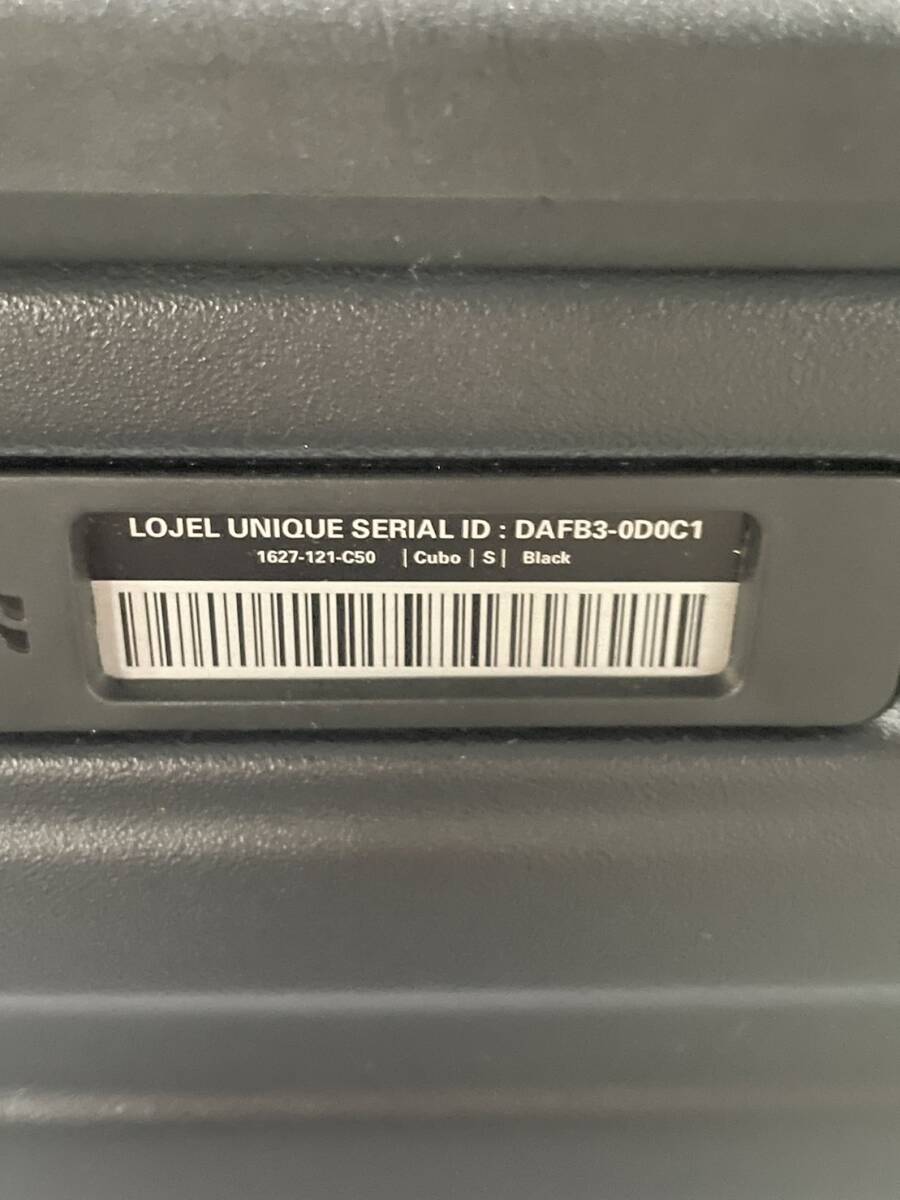 LOJEL UNIQUE SERIAL ID : DAFB3-0D0C1
1627-121-C50 | Cubo | S | Black